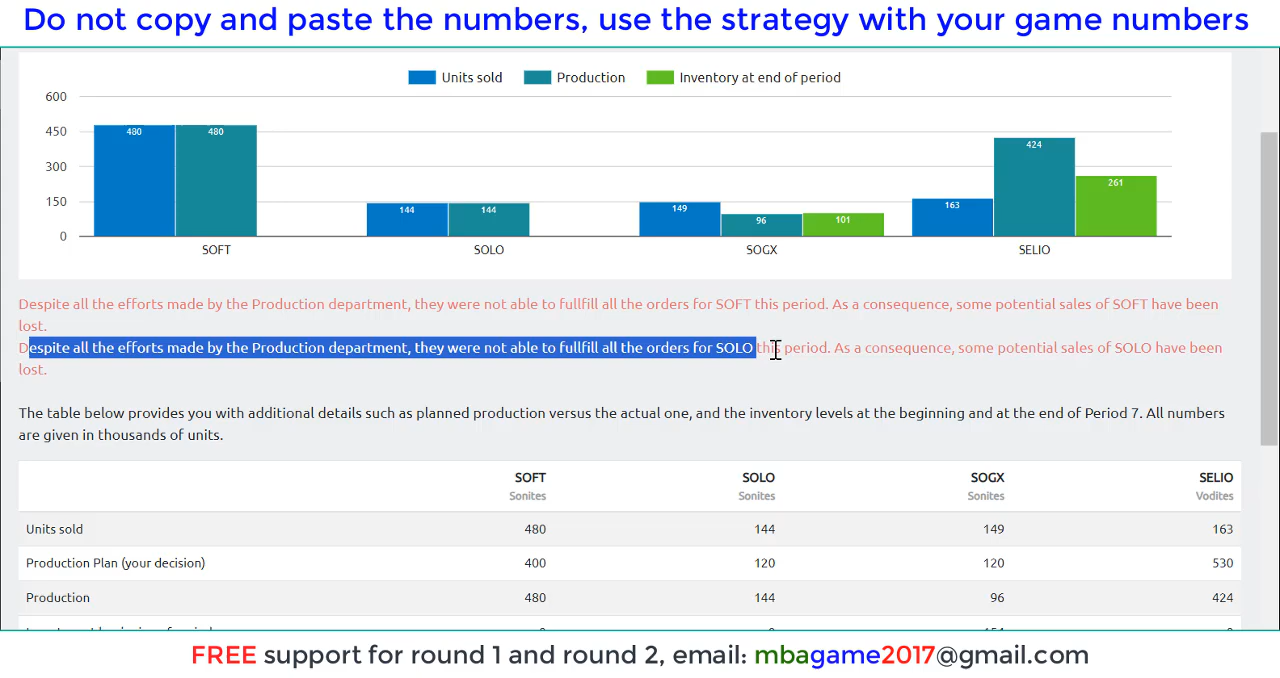 Do not copy and paste the numbers, use the strategy with your game numbers
Units sold Production Inventory at end of period
600
450
300
150
0
480 480
144 144
149 96 101
163 424 261
SOFT SOLO SOGX SELIO
Despite all the efforts made by the Production department, they were not able to fullfill all the orders for SOFT this period. As a consequence, some potential sales of SOFT have been
lost.
Despite all the efforts made by the Production department, they were not able to fullfill all the orders for SOLO this period. As a consequence, some potential sales of SOLO have been
lost.
The table below provides you with additional details such as planned production versus the actual one, and the inventory levels at the beginning and at the end of Period 7. All numbers
are given in thousands of units.
SOFT SOLO SOGX SELIO
Sonites Sonites Sonites Vodites
Units sold 480 144 149 163
Production Plan (your decision) 400 120 120 530
Production 480 144 96 424
FREE support for round 1 and round 2, email: mbagame2017@gmail.com